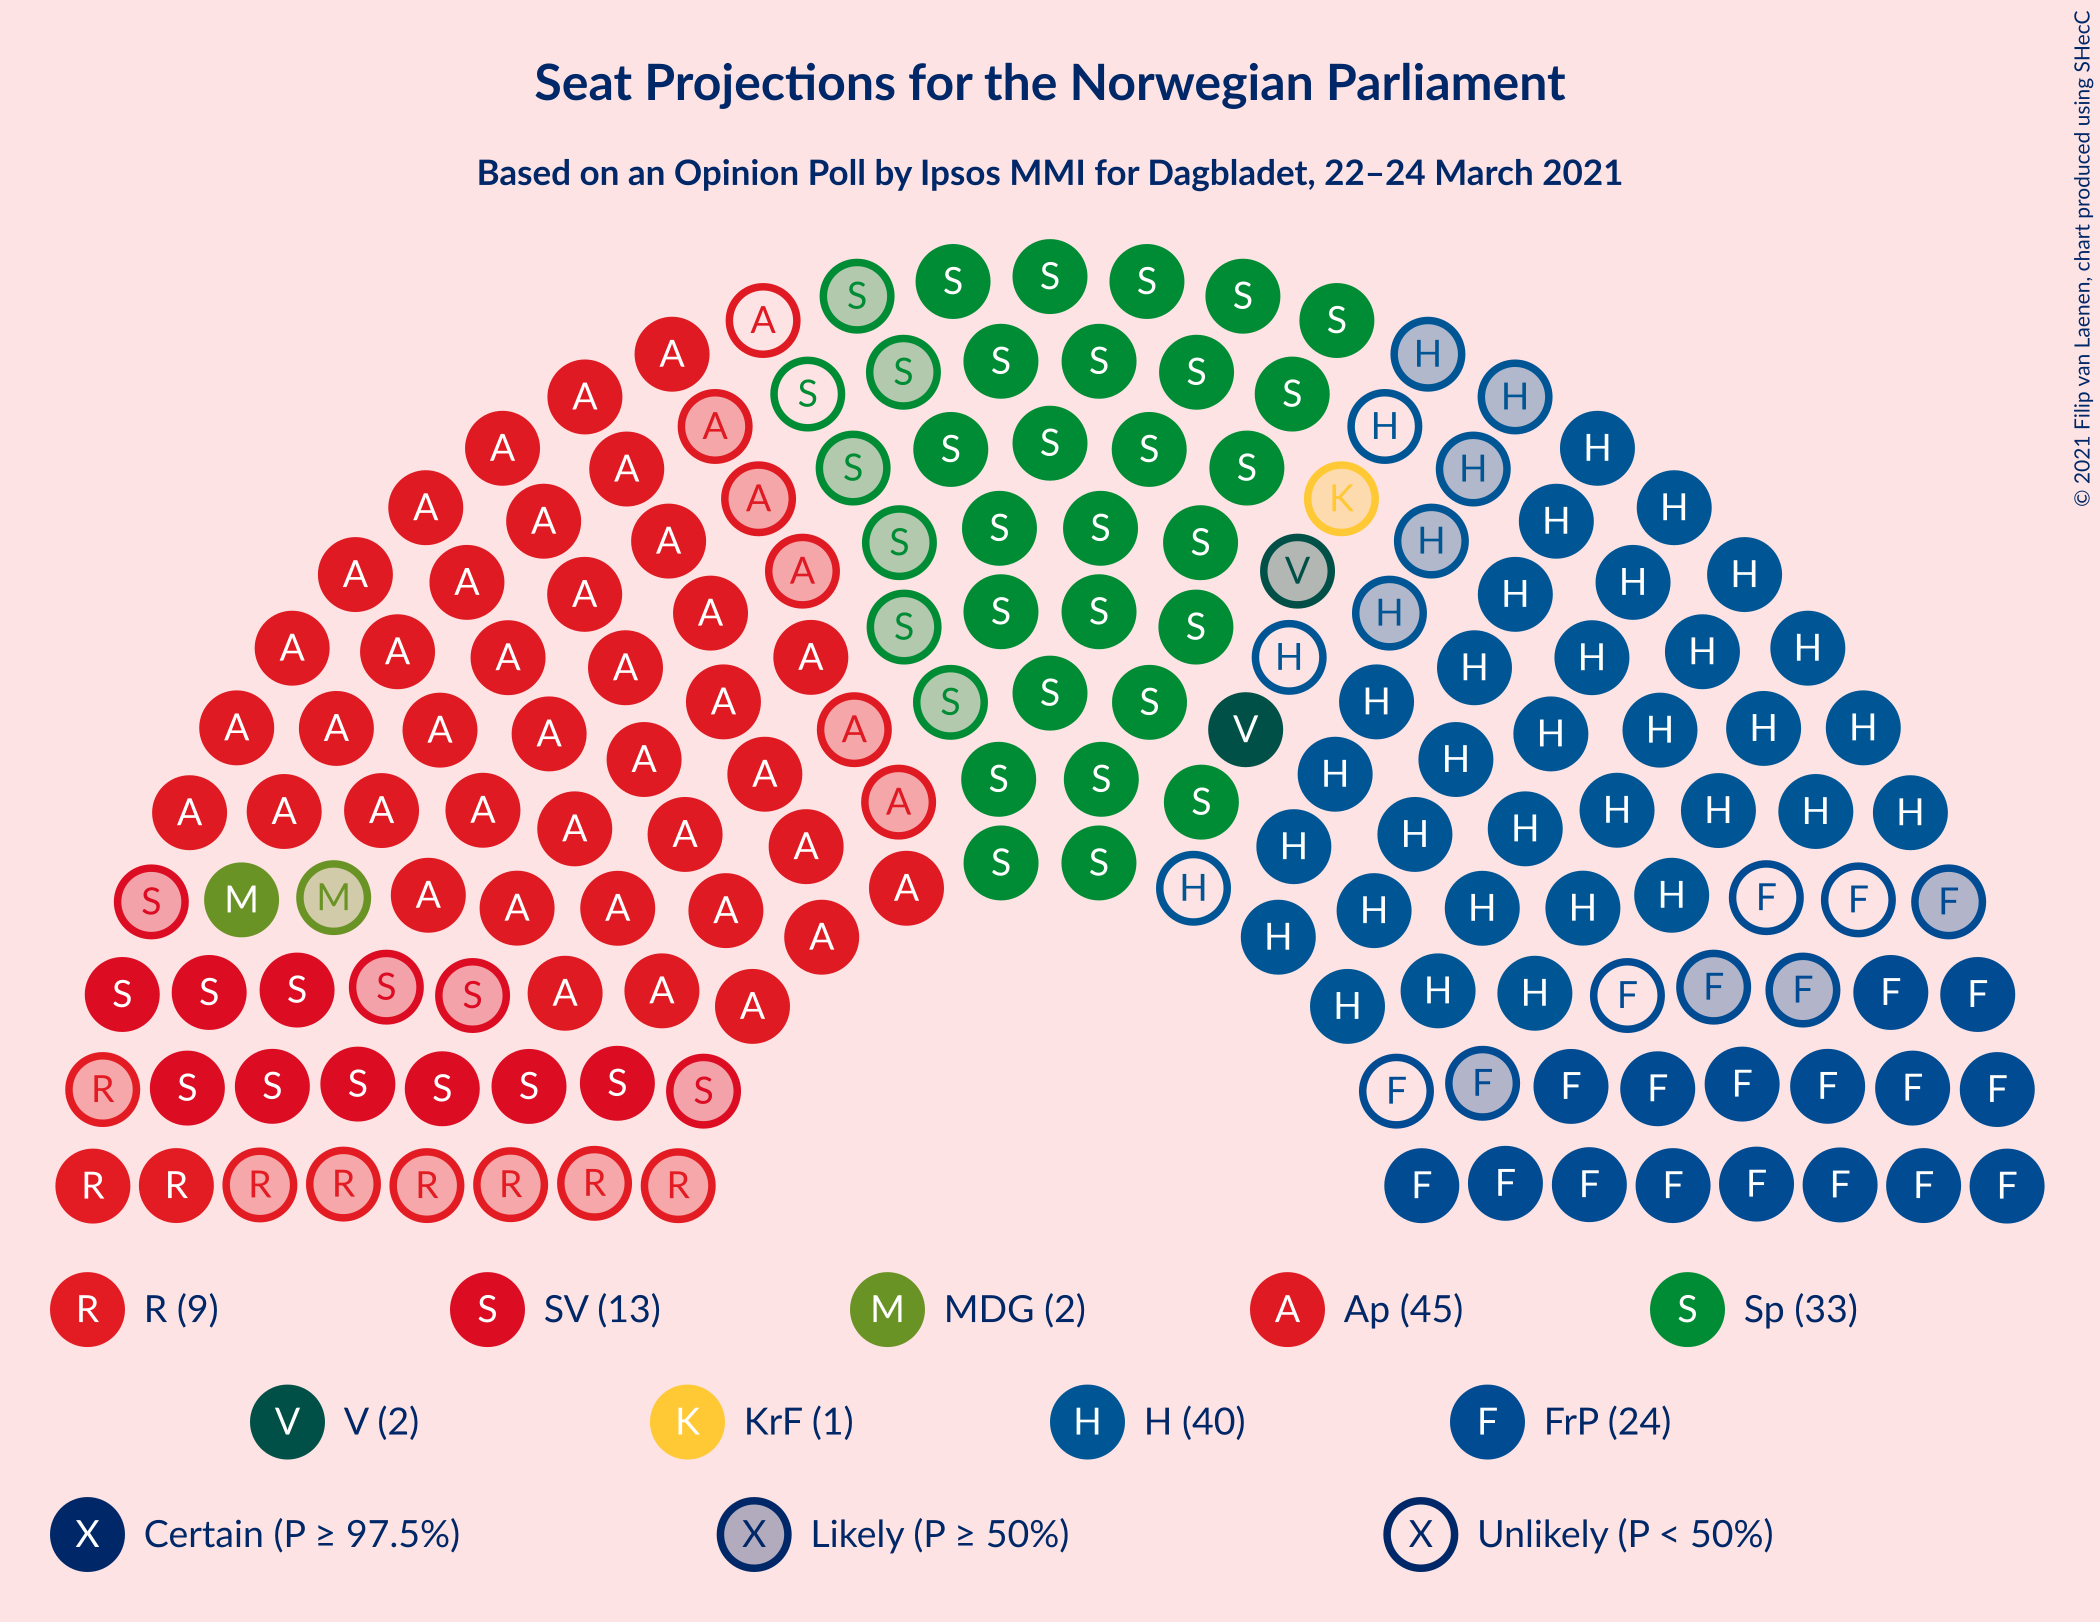 © 2021 Filip van Laenen, chart produced using SHecC
Seat Projections for the Norwegian Parliament
Based on an Opinion Poll by Ipsos MMI for Dagbladet, 22–24 March 2021
S S S S S
A S
A S S S S H
A S S H
A A S S S H H
A S S H
A A A S S K H H
A S S H
A A A A V H H H
A S S S S H
A A A A A H H H H H
A S S S H
A A A A A V H H H H
A A S S H H
A A A A A S H H H H
A A A H H H
S S
S M M A A A A A H H H H H F F F
A H
S S S S S A A A H H H F F F F F
R S S S S S S S F F F F F F F F
R R R R R R R R F F F F F F F F
R R (9) S SV (13) M MDG (2) A Ap (45) S Sp (33)
V V (2) K KrF (1) H H (40) F FrP (24)
X Certain (P ≥ 97.5%) X Likely (P ≥ 50%) X Unlikely (P < 50%)